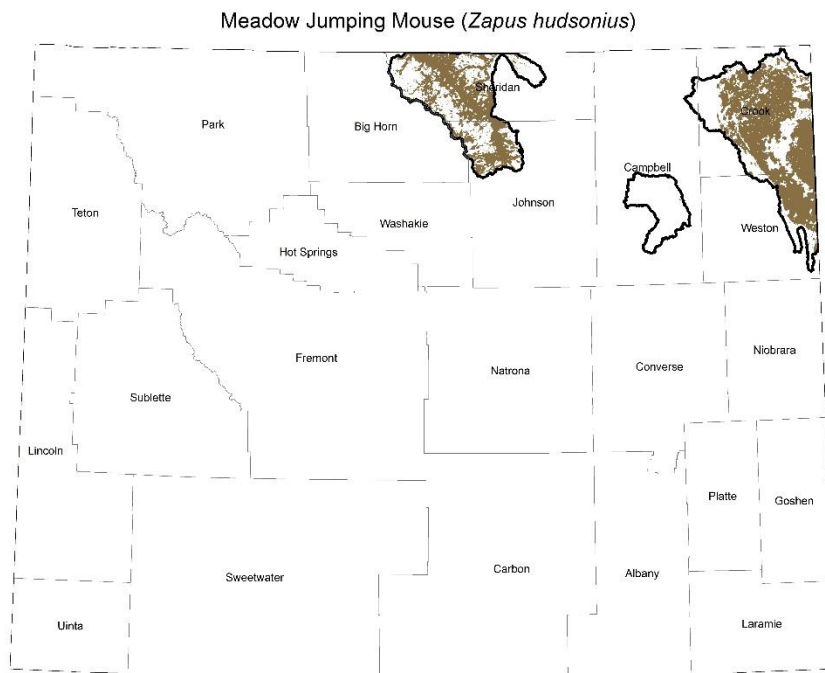 Meadow Jumping Mouse (Zapus hudsonius)
Sheridan
Park
Big Horn
Crook
Campbell
Teton
Johnson
Washakie
Weston
Hot Springs
Fremont
Natrona
Converse
Niobrara
Sublette
Lincoln
Platte
Goshen
Sweetwater
Carbon
Albany
Uinta
Laramie